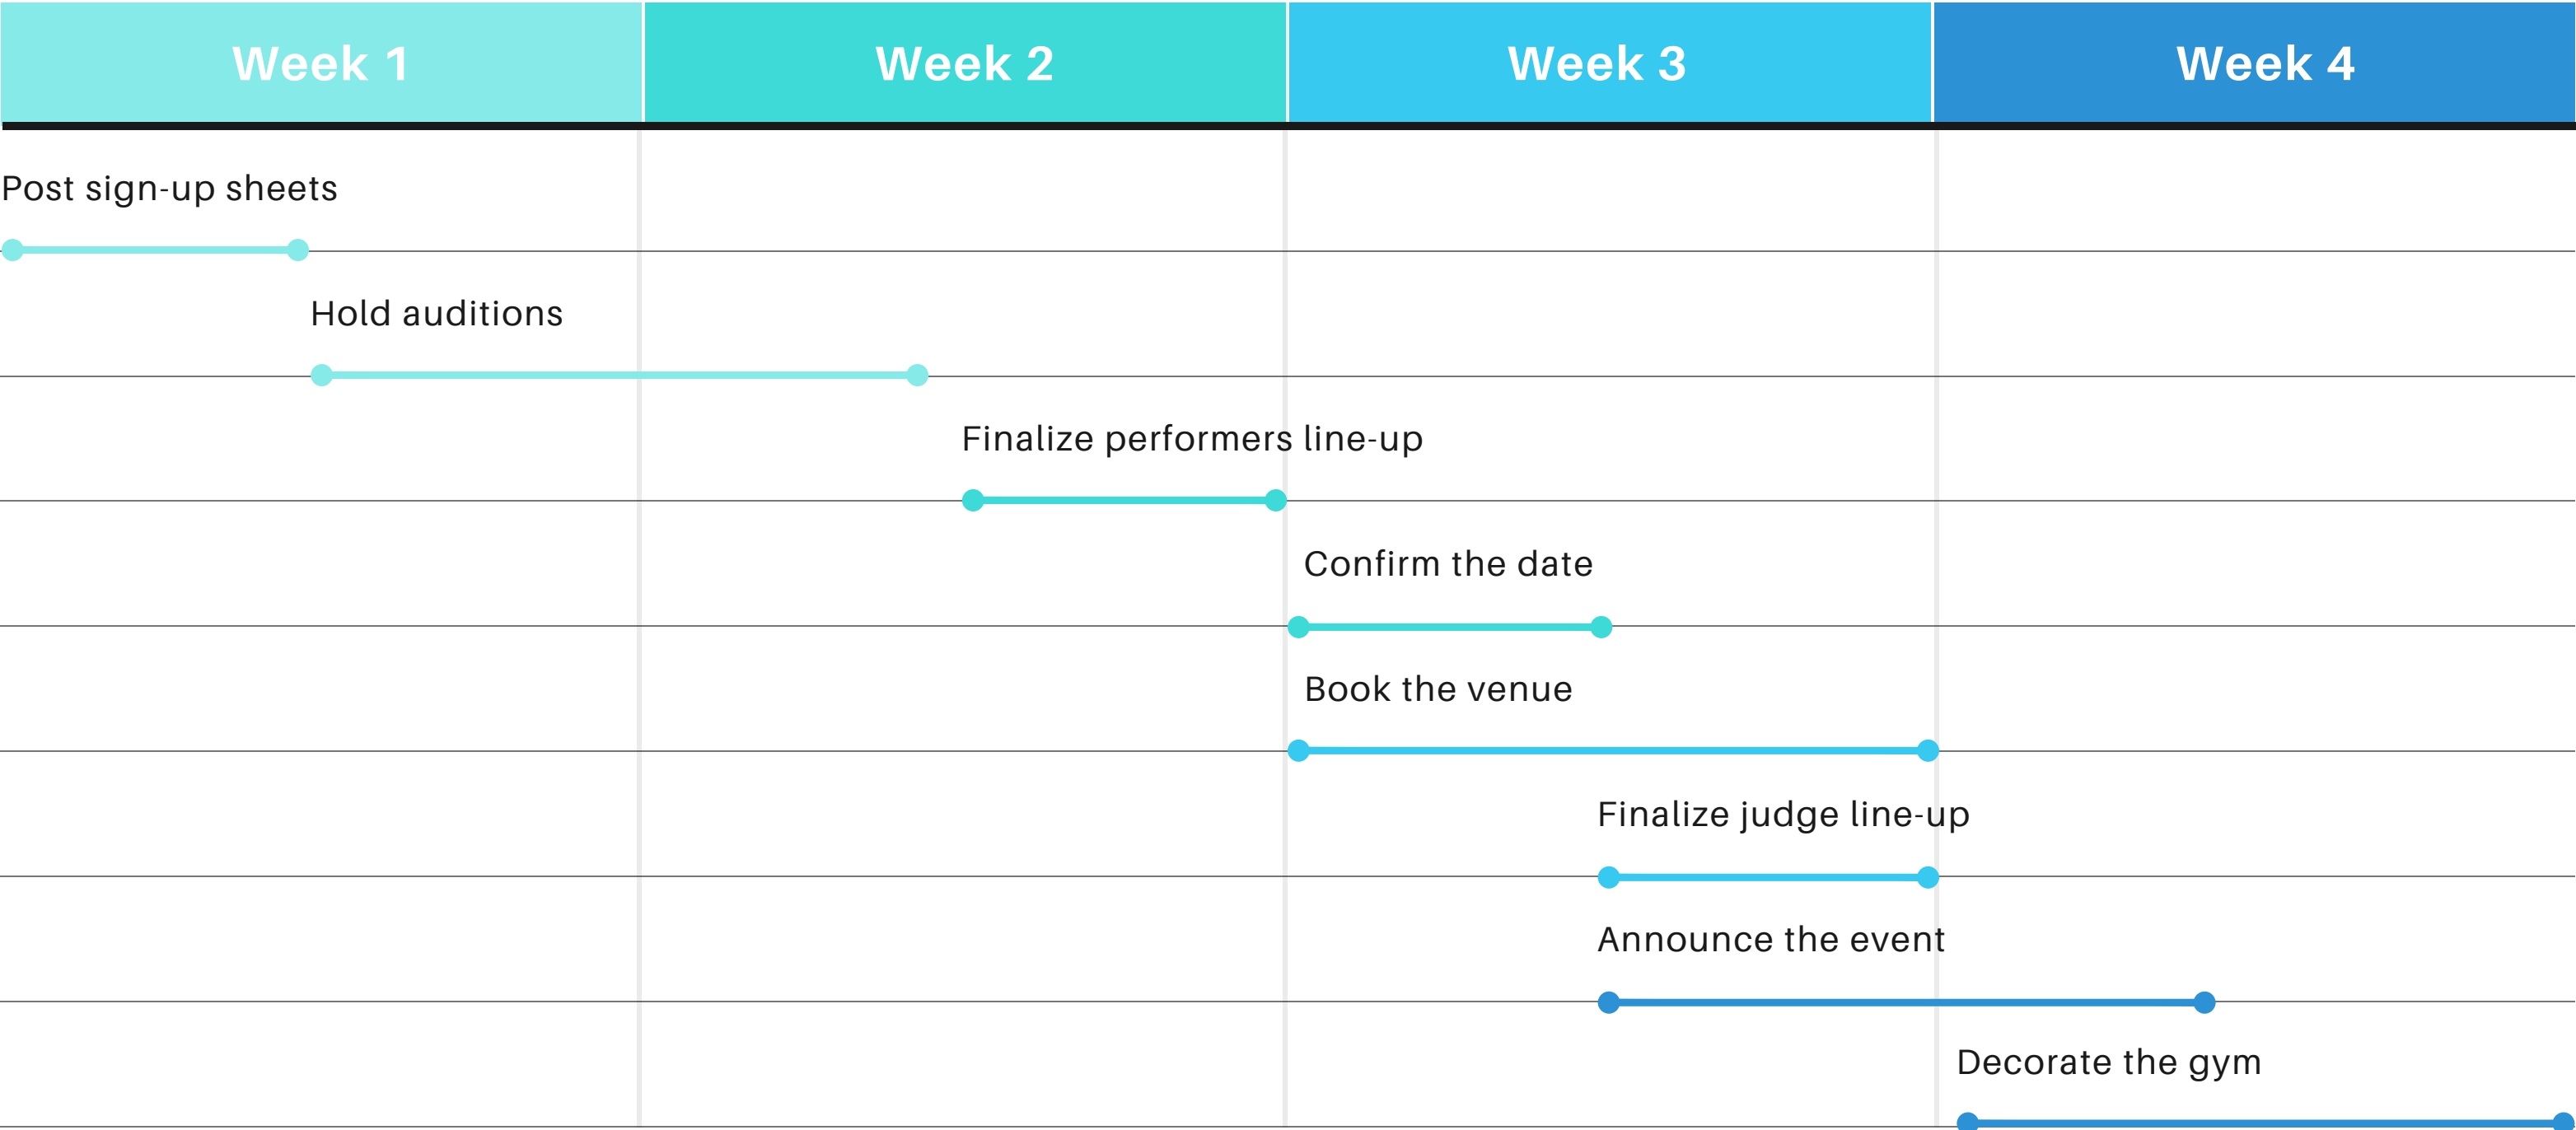 Week 1
Week 2
Week 3
Week 4
Post sign-up sheets
Hold auditions
Finalize performers line-up
Confirm the date
Book the venue
Finalize judge line-up
Announce the event
Decorate the gym